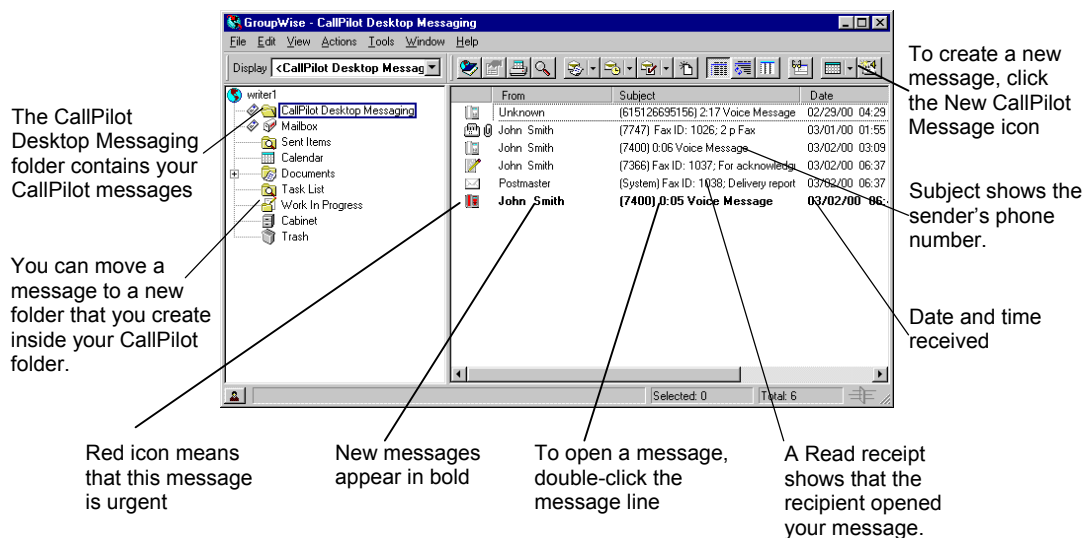 GroupWise - CallPilot Desktop Messaging
File Edit View Actions Tools Window Help
Display <CallPilot Desktop Messag
writer1
CallPilot Desktop Messaging
Mailbox
Sent Items
Calendar
Documents
Task List
Work In Progress
Cabinet
Trash
From Subject Date
Unknown (615126695156) 2:17 Voice Message 02/29/00 04:29
John Smith (7747) Fax ID: 1026; 2 p Fax 03/01/00 01:55
John Smith (7400) 0:06 Voice Message 03/02/00 03:09
John Smith (7366) Fax ID: 1037; For acknowledgu 03/02/00 06:37
Postmaster (System) Fax ID: 1038; Delivery report 03/02/00 06:37
John Smith (7400) 0:05 Voice Message 03/02/00 06:
Selected: 0 Total: 6
The CallPilot
Desktop Messaging
folder contains your
CallPilot messages
You can move a
message to a new
folder that you create
inside your CallPilot
folder.
Red icon means
that this message
is urgent
New messages
appear in bold
To open a message,
double-click the
message line
A Read receipt
shows that the
recipient opened
your message.
To create a new
message, click
the New CallPilot
Message icon
Subject shows the
sender's phone
number.
Date and time
received